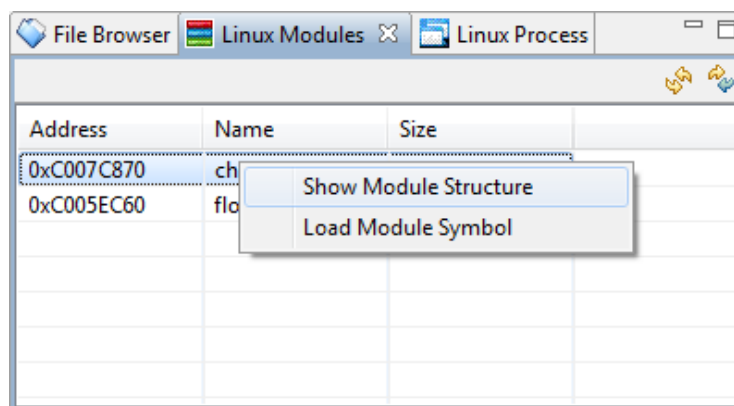 File Browser Linux Modules Linux Process
Address Name Size
0xC007C870 ch
Show Module Structure
0xC005EC60 flo
Load Module Symbol